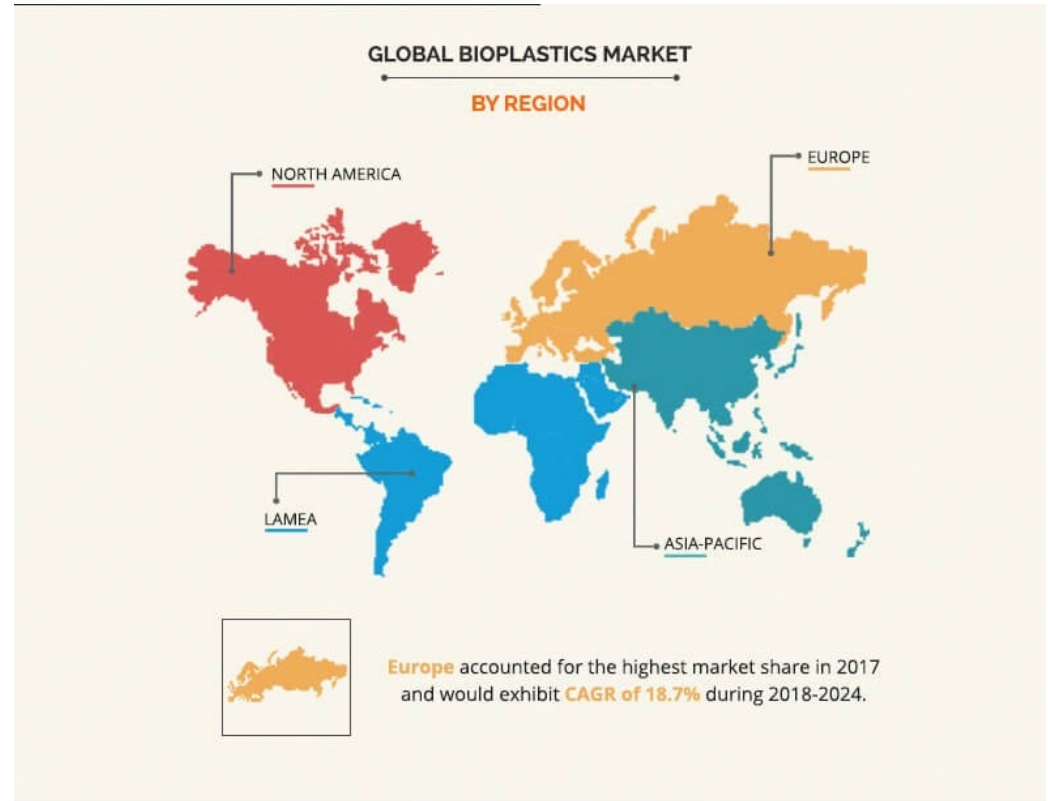 GLOBAL BIOPLASTICS MARKET
BY REGION
NORTH AMERICA
EUROPE
LAMEA
ASIA-PACIFIC
Europe accounted for the highest market share in 2017
and would exhibit CAGR of 18.7% during 2018-2024.